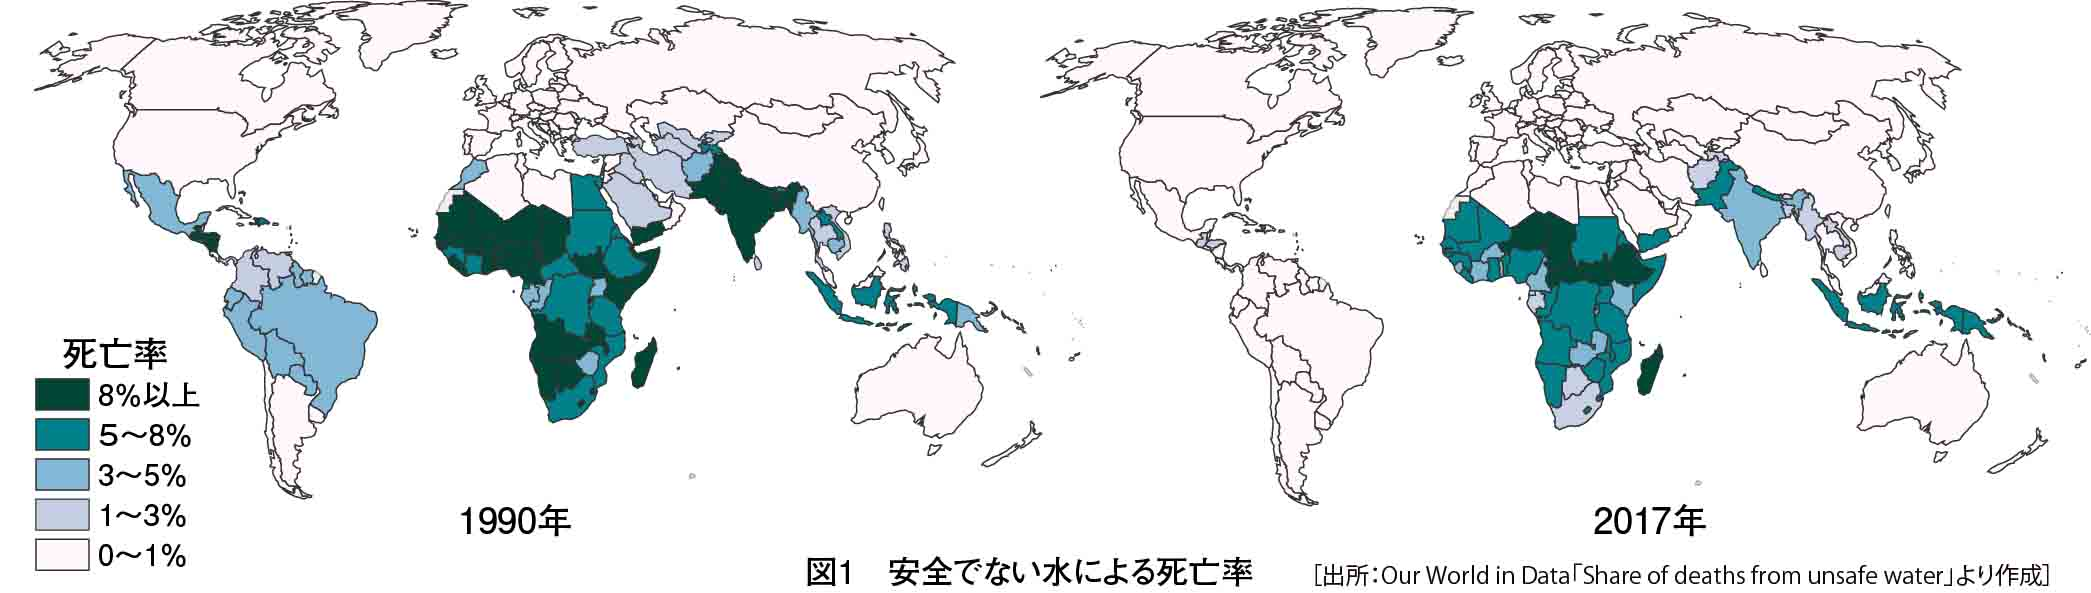 死亡率
8%以上
5〜8%
3〜5%
1〜3%
0〜1%
1990年
2017年
図1　安全でない水による死亡率
［出所：Our World in Data「Share of deaths from unsafe water」より作成］